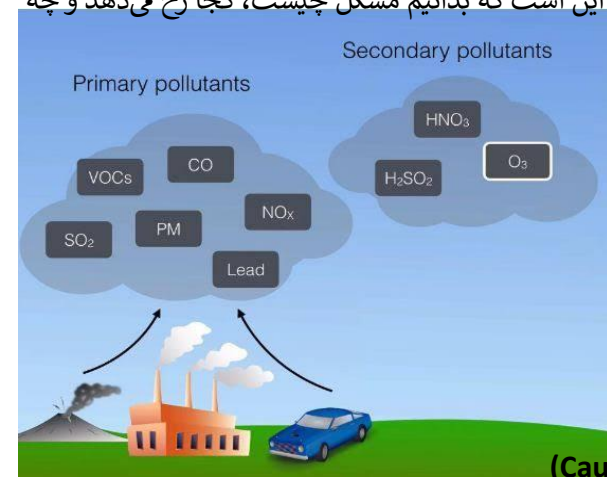 این است که بدانیم مشکل چیست، کجا رخ می‌دهد و چه
Secondary pollutants
Primary pollutants
HNO₃
O₃
H₂SO₂
CO
VOCs
NOₓ
PM
SO₂
Lead
(Cau